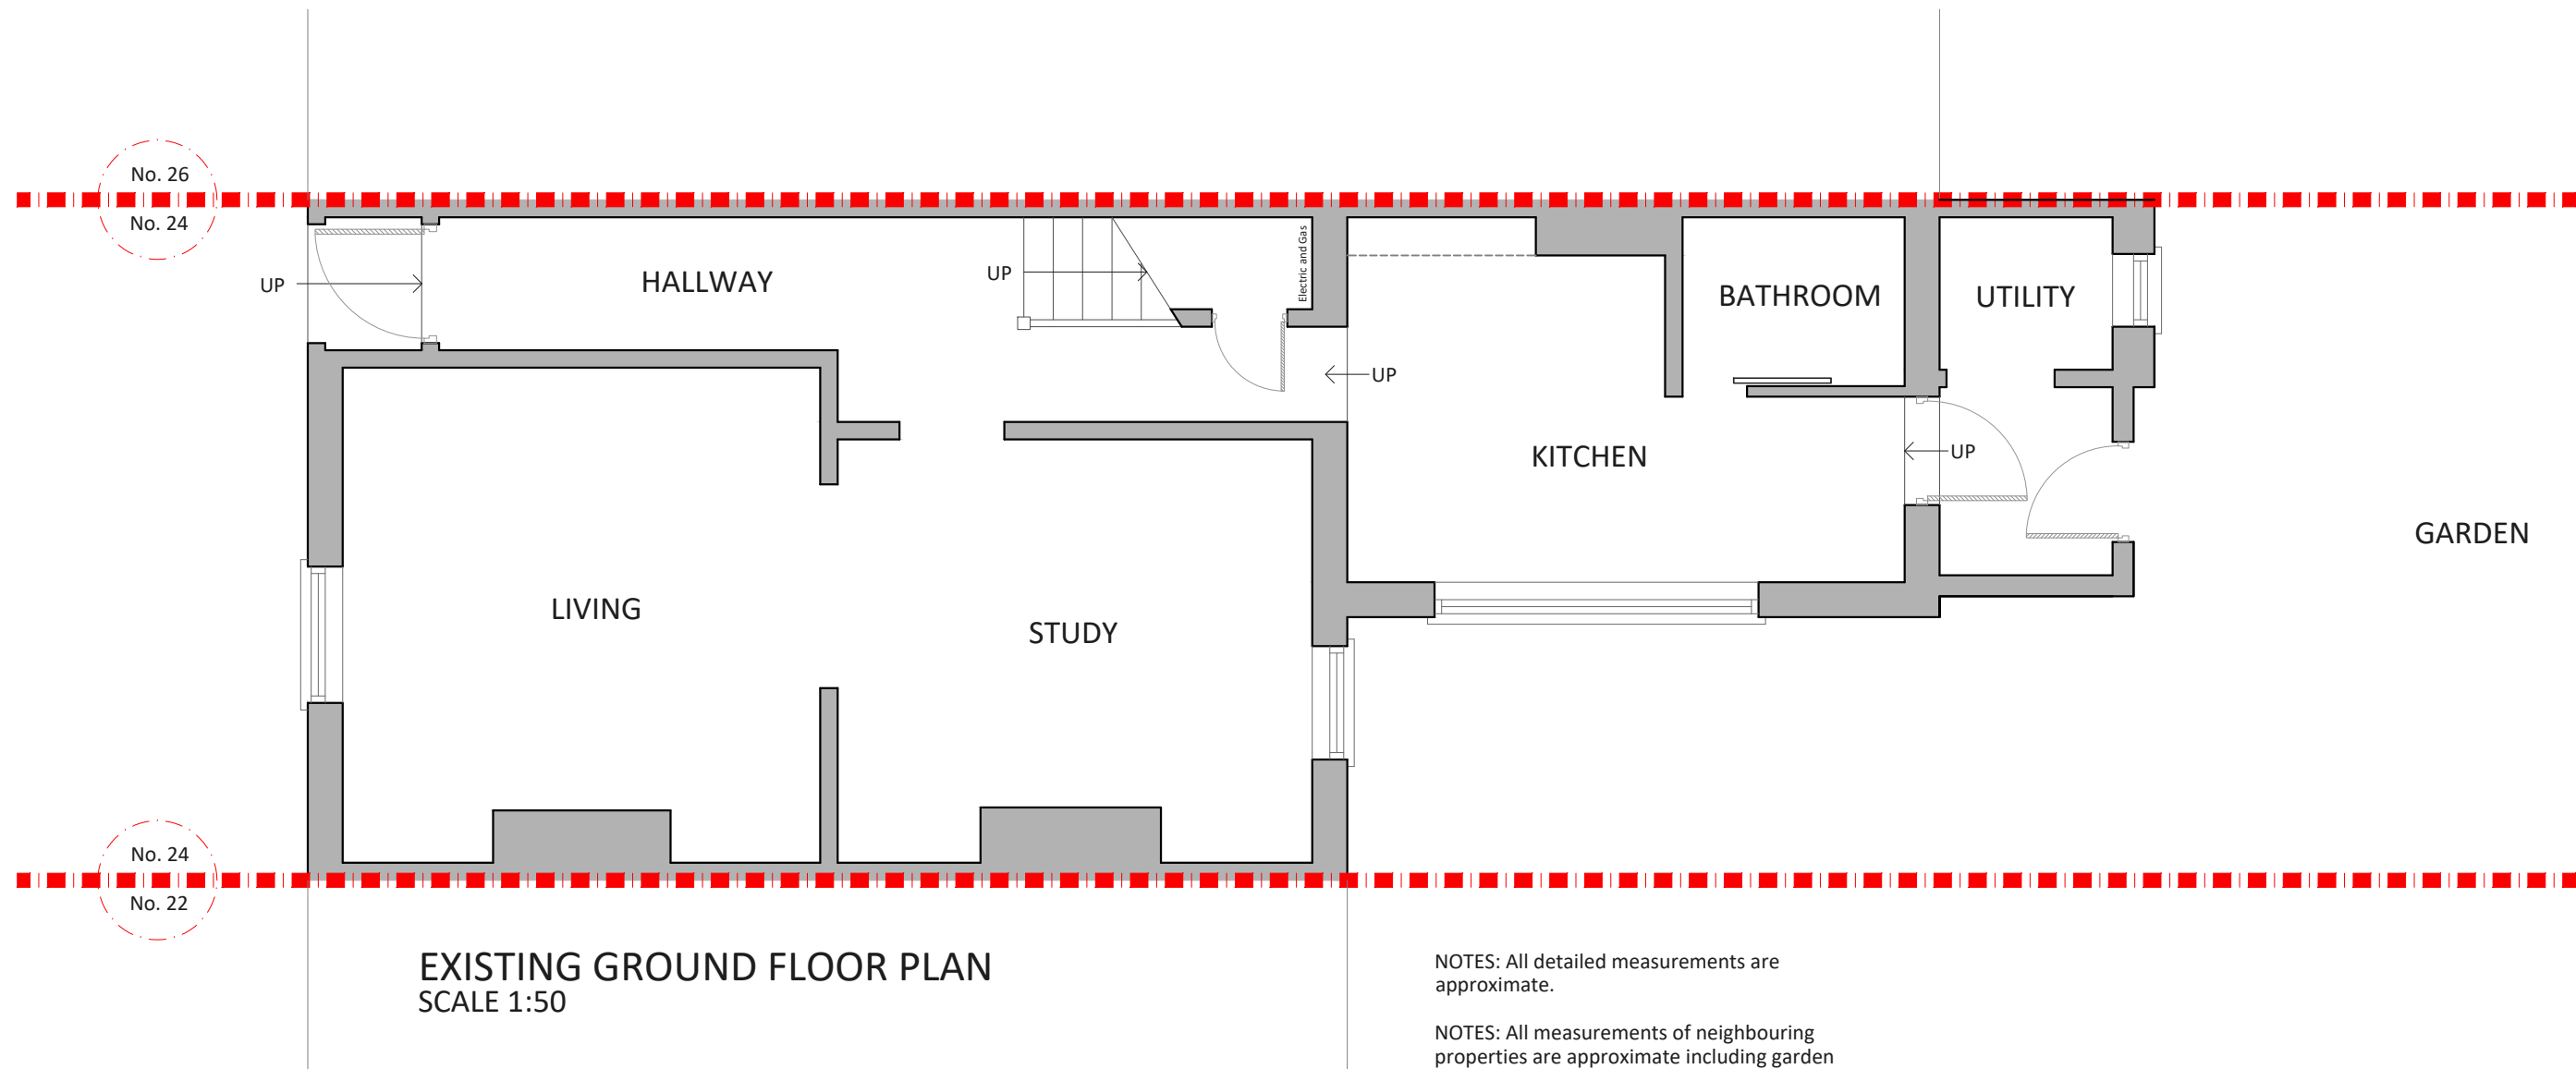 No. 26
No. 24
UP
HALLWAY
UP
Electric and Gas
BATHROOM
UTILITY
UP
KITCHEN
UP
GARDEN
LIVING
STUDY
No. 24
No. 22
EXISTING GROUND FLOOR PLAN
SCALE 1:50
NOTES: All detailed measurements are
approximate.
NOTES: All measurements of neighbouring
properties are approximate including garden